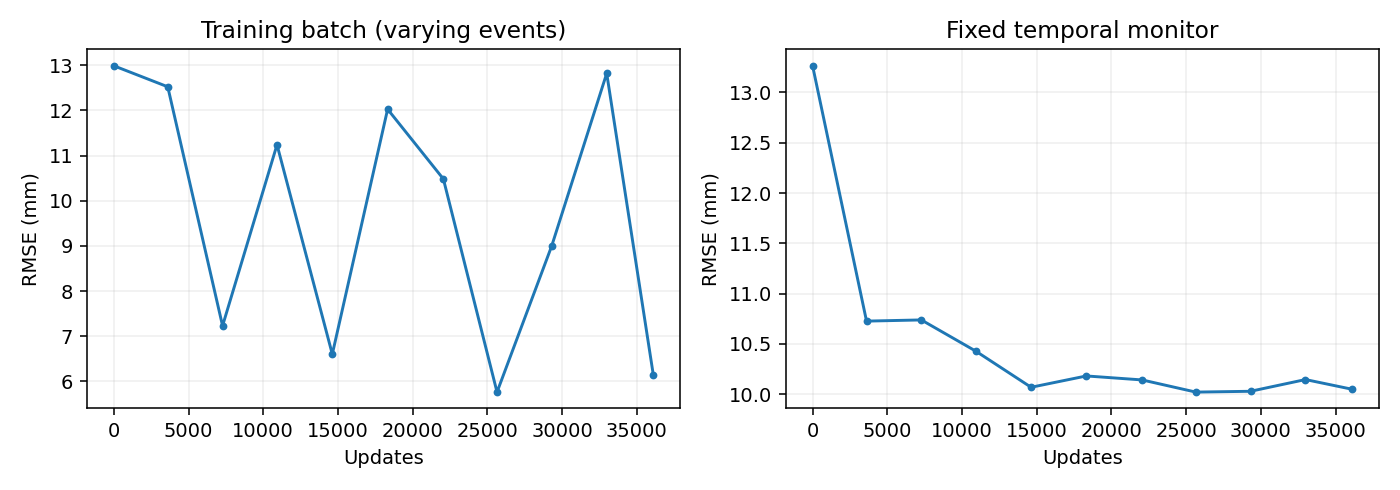 Training batch (varying events)
13
12
11
10
9
8
7
6
RMSE (mm)
0 5000 10000 15000 20000 25000 30000 35000
Updates
Fixed temporal monitor
13.0
12.5
12.0
11.5
11.0
10.5
10.0
RMSE (mm)
0 5000 10000 15000 20000 25000 30000 35000
Updates